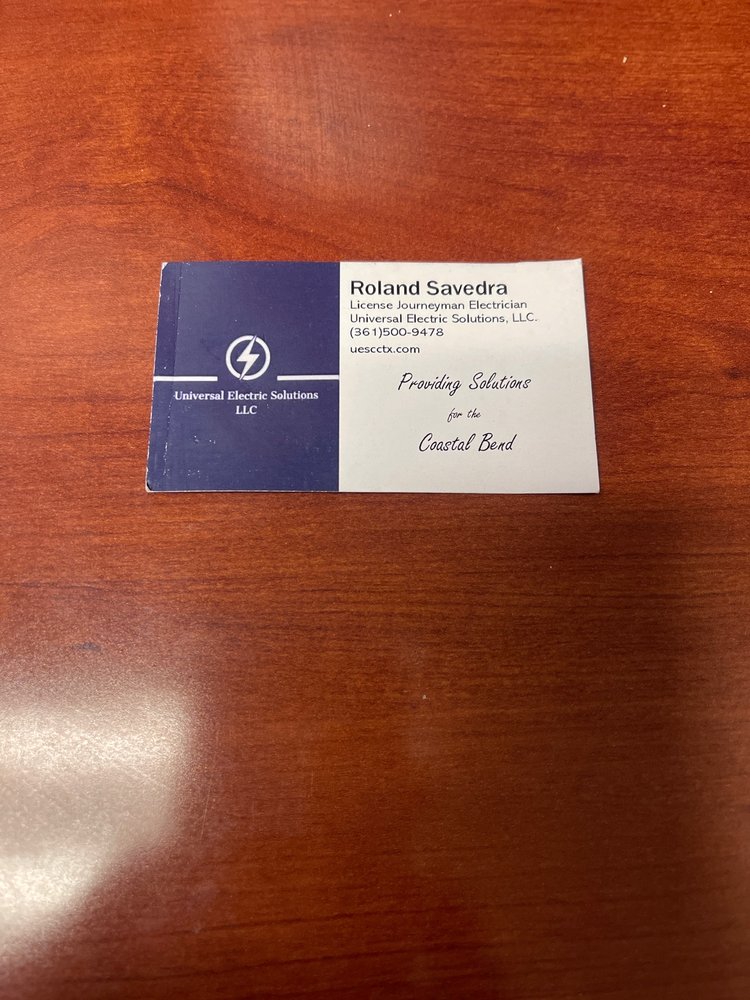 Universal Electric Solutions
LLC
Roland Savedra
License Journeyman Electrician
Universal Electric Solutions, LLC.
(361)500-9478
uescctx.com
Providing Solutions
for the
Coastal Bend